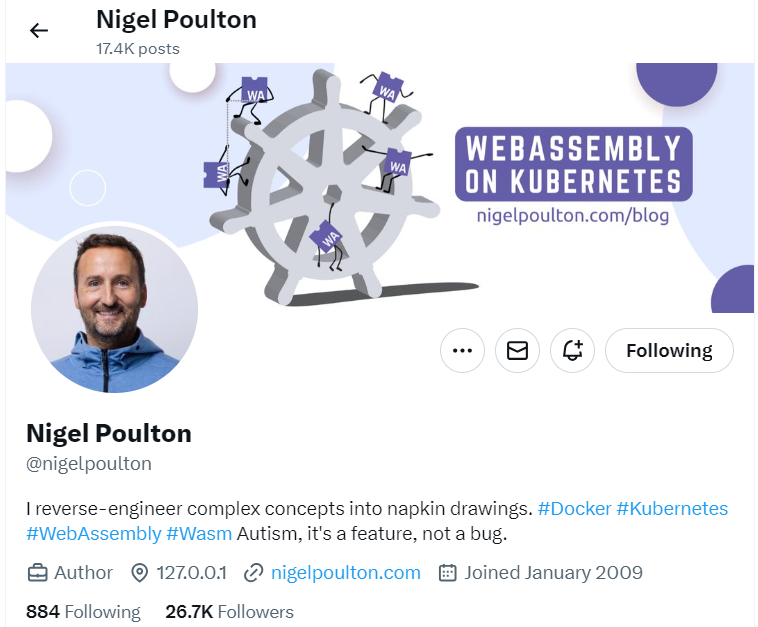 Nigel Poulton
17.4K posts
WA
WA
WA
WA
WA
WEBASSEMBLY
ON KUBERNETES
nigelpoulton.com/blog
Following
Nigel Poulton
@nigelpoulton
I reverse-engineer complex concepts into napkin drawings. #Docker #Kubernetes
#WebAssembly #Wasm Autism, it's a feature, not a bug.
Author 127.0.0.1 nigelpoulton.com Joined January 2009
884 Following 26.7K Followers